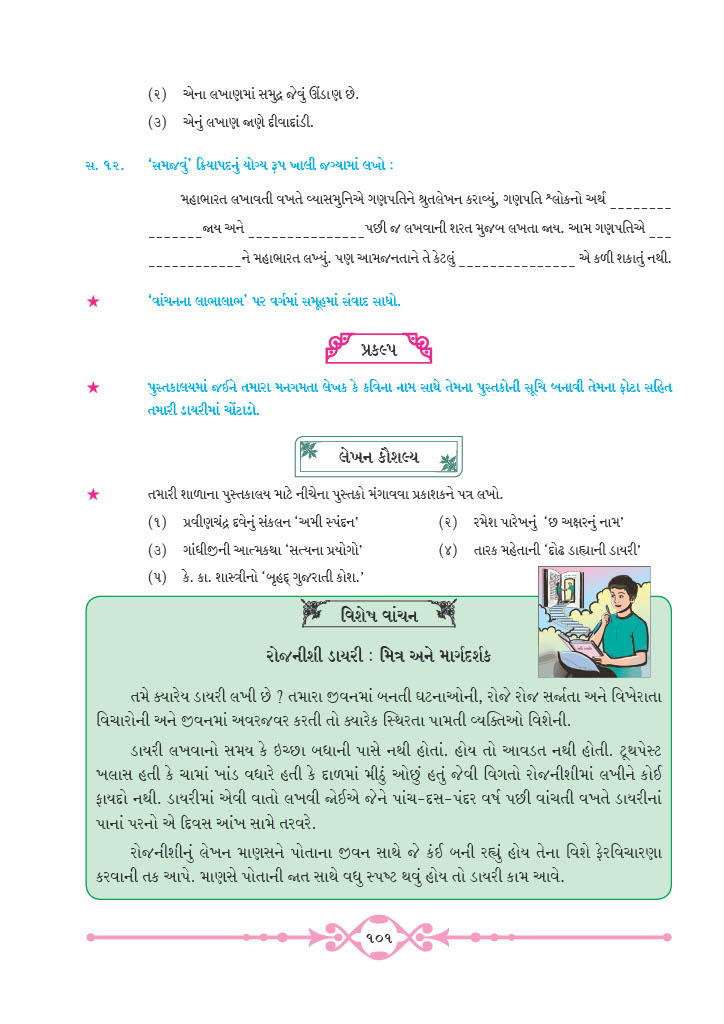 (૨) એના લખાણમાં સમુદ્ર જેવું ઊંડાણ છે.
(૩) એનું લખાણ જાણે દીવાદાંડી.
સ. ૧૨. ‘સમજવું’ ક્રિયાપદનું યોગ્ય રૂપ ખાલી જગ્યામાં લખો :
મહાભારત લખાવતી વખતે વ્યાસમુનિએ ગણપતિને શ્રુતલેખન કરાવ્યું, ગણપતિ શ્લોકનો અર્થ ________
_______જાય અને _______________પછી જ લખવાની શરત મુજબ લખતા જાય. આમ ગણપતિએ ___
____________ને મહાભારત લખ્યું. પણ આમજનતાને તે કેટલું _______________ એ કળી શકાતું નથી.
★ ‘વાંચનના લાભાલાભ’ પર વર્ગમાં સમૂહમાં સંવાદ સાધો.
પ્રકલ્પ
★ પુસ્તકાલયમાં જઈને તમારા મનગમતા લેખક કે કવિના નામ સાથે તેમના પુસ્તકોની સૂચિ બનાવી તેમના ફોટા સહિત
તમારી ડાયરીમાં ચોંટાડો.
લેખન કૌશલ્ય
★ તમારી શાળાના પુસ્તકાલય માટે નીચેના પુસ્તકો મંગાવવા પ્રકાશકને પત્ર લખો.
(૧) પ્રવીણચંદ્ર દવેનું સંકલન ‘અમી સ્પંદન’ (૨) રમેશ પારેખનું ‘છ અક્ષરનું નામ’
(૩) ગાંધીજીની આત્મકથા ‘સત્યના પ્રયોગો’ (૪) તારક મહેતાની ‘દોઢ ડાહ્યાની ડાયરી’
(૫) કે. કા. શાસ્ત્રીનો ‘બૃહદ્ ગુજરાતી કોશ.’
વિશેષ વાંચન
રોજનીશી ડાયરી : મિત્ર અને માર્ગદર્શક
તમે ક્યારેય ડાયરી લખી છે ? તમારા જીવનમાં બનતી ઘટનાઓની, રોજે રોજ સર્જાતા અને વિખેરાતા
વિચારોની અને જીવનમાં અવરજવર કરતી તો ક્યારેક સ્થિરતા પામતી વ્યક્તિઓ વિશેની.
ડાયરી લખવાનો સમય કે ઇચ્છા બધાની પાસે નથી હોતાં. હોય તો આવડત નથી હોતી. ટૂથપેસ્ટ
ખલાસ હતી કે ચામાં ખાંડ વધારે હતી કે દાળમાં મીઠું ઓછું હતું જેવી વિગતો રોજનીશીમાં લખીને કોઈ
ફાયદો નથી. ડાયરીમાં એવી વાતો લખવી જોઈએ જેને પાંચ-દસ-પંદર વર્ષ પછી વાંચતી વખતે ડાયરીનાં
પાનાં પરનો એ દિવસ આંખ સામે તરવરે.
રોજનીશીનું લેખન માણસને પોતાના જીવન સાથે જે કંઈ બની રહ્યું હોય તેના વિશે ફેરવિચારણા
કરવાની તક આપે. માણસે પોતાની જાત સાથે વધુ સ્પષ્ટ થવું હોય તો ડાયરી કામ આવે.
૧૦૧